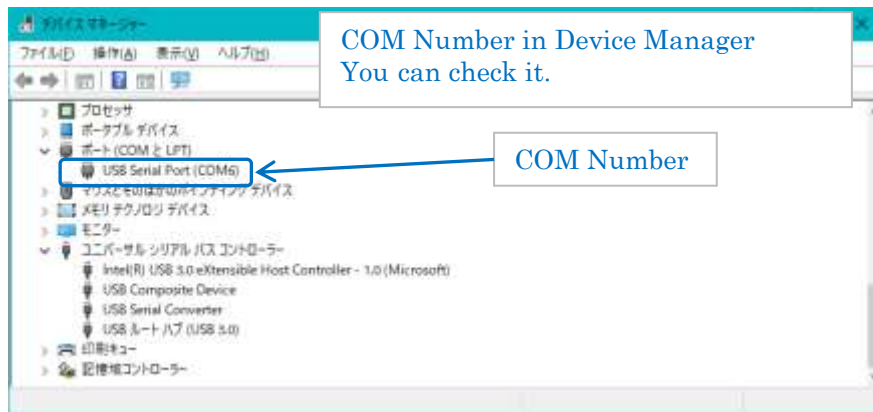 デバイス マネージャー
COM Number in Device Manager
You can check it.
ファイル(F) 操作(A) 表示(V) ヘルプ(H)
プロセッサ
ポータブル デバイス
ポート (COM と LPT)
USB Serial Port (COM6)
COM Number
マウスとそのほかのポインティング デバイス
メモリ テクノロジ デバイス
モニター
ユニバーサル シリアル バス コントローラー
Intel(R) USB 3.0 eXtensible Host Controller - 1.0 (Microsoft)
USB Composite Device
USB Serial Converter
USB ルート ハブ (USB 3.0)
印刷キュー
記憶域コントローラー